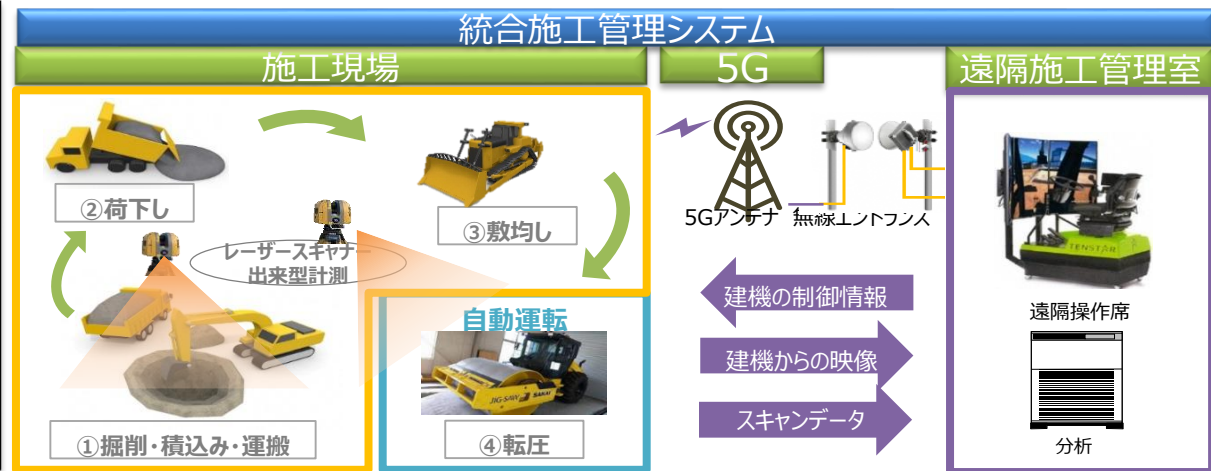 統合施工管理システム
施工現場
5G
遠隔施工管理室
②荷下し
③敷均し
レーザースキャナー
出来型計測
自動運転
JIG-SAW
SAKAI
①掘削・積込み・運搬
④転圧
5Gアンテナ
無線エントランス
建機の制御情報
建機からの映像
スキャンデータ
TENSTAR
遠隔操作席
分析